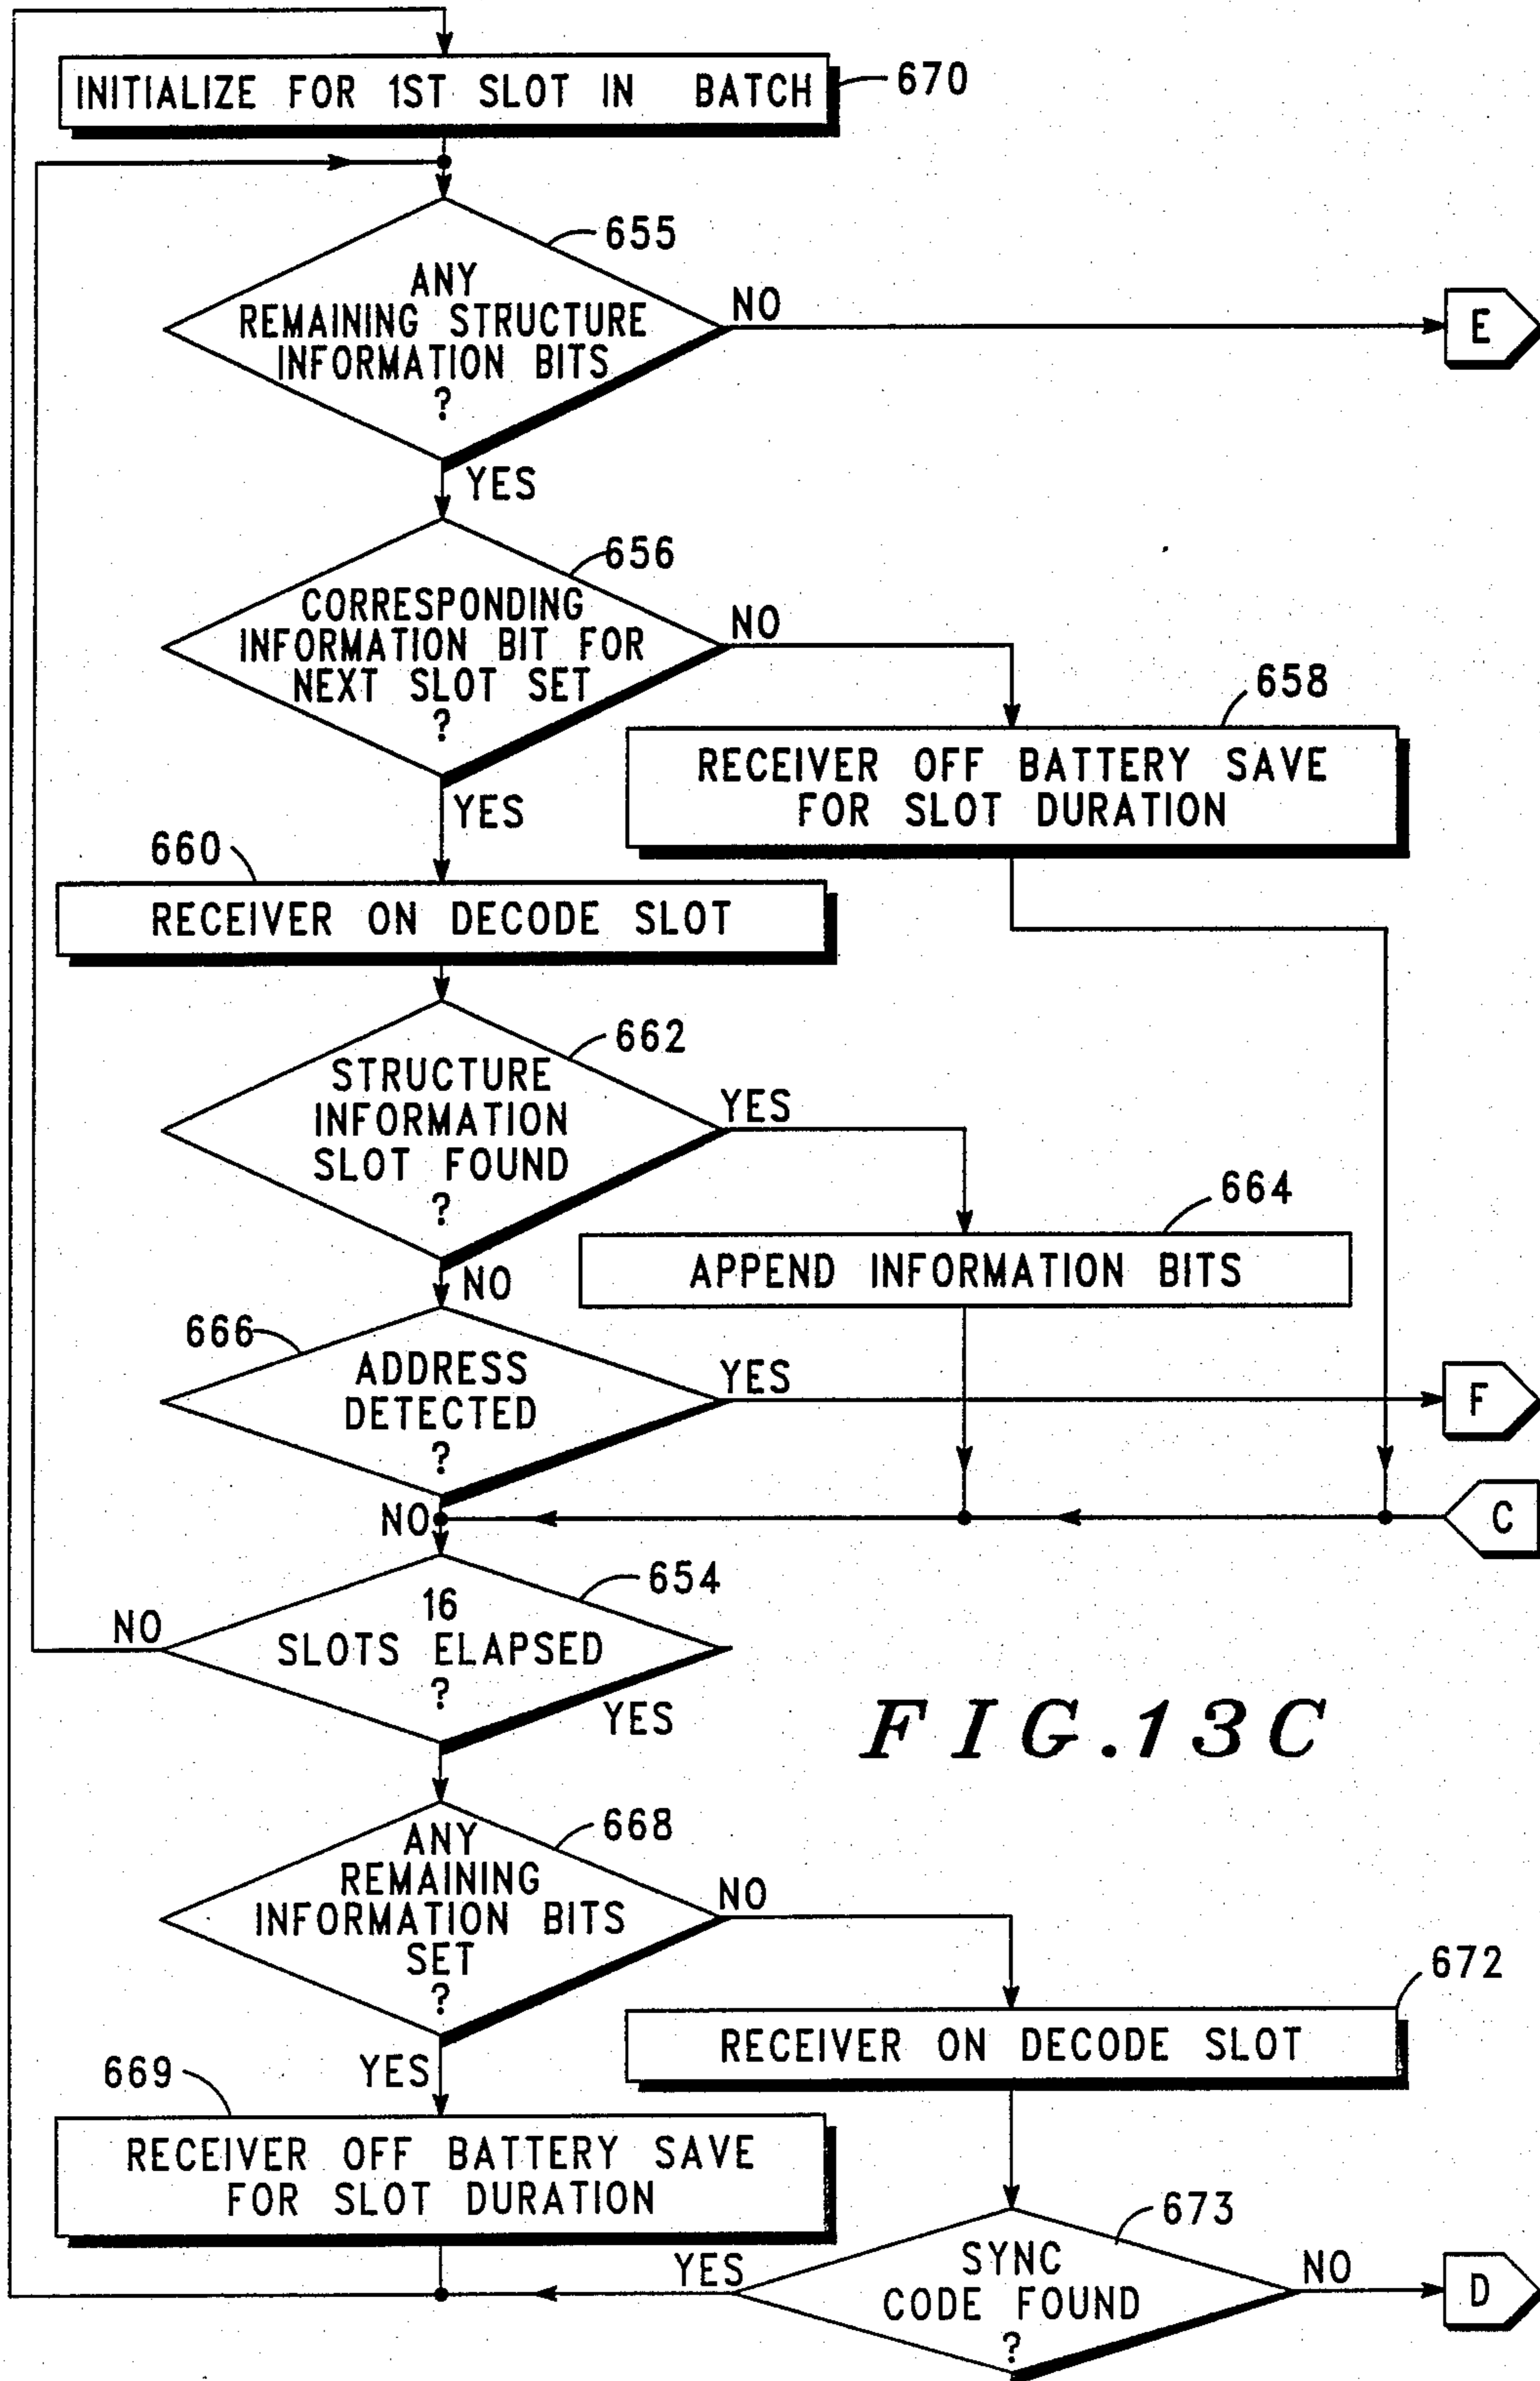 INITIALIZE FOR 1ST SLOT IN BATCH
670
655
ANY
REMAINING STRUCTURE
INFORMATION BITS
?
NO
E
YES
656
CORRESPONDING
INFORMATION BIT FOR
NEXT SLOT SET
?
NO
658
RECEIVER OFF BATTERY SAVE
FOR SLOT DURATION
YES
660
RECEIVER ON DECODE SLOT
662
STRUCTURE
INFORMATION
SLOT FOUND
?
YES
664
APPEND INFORMATION BITS
NO
666
ADDRESS
DETECTED
?
YES
F
NO
C
654
16
SLOTS ELAPSED
?
NO
YES
FIG.13C
668
ANY
REMAINING
INFORMATION BITS
SET
?
NO
672
RECEIVER ON DECODE SLOT
YES
669
RECEIVER OFF BATTERY SAVE
FOR SLOT DURATION
673
SYNC
CODE FOUND
?
YES
NO
D